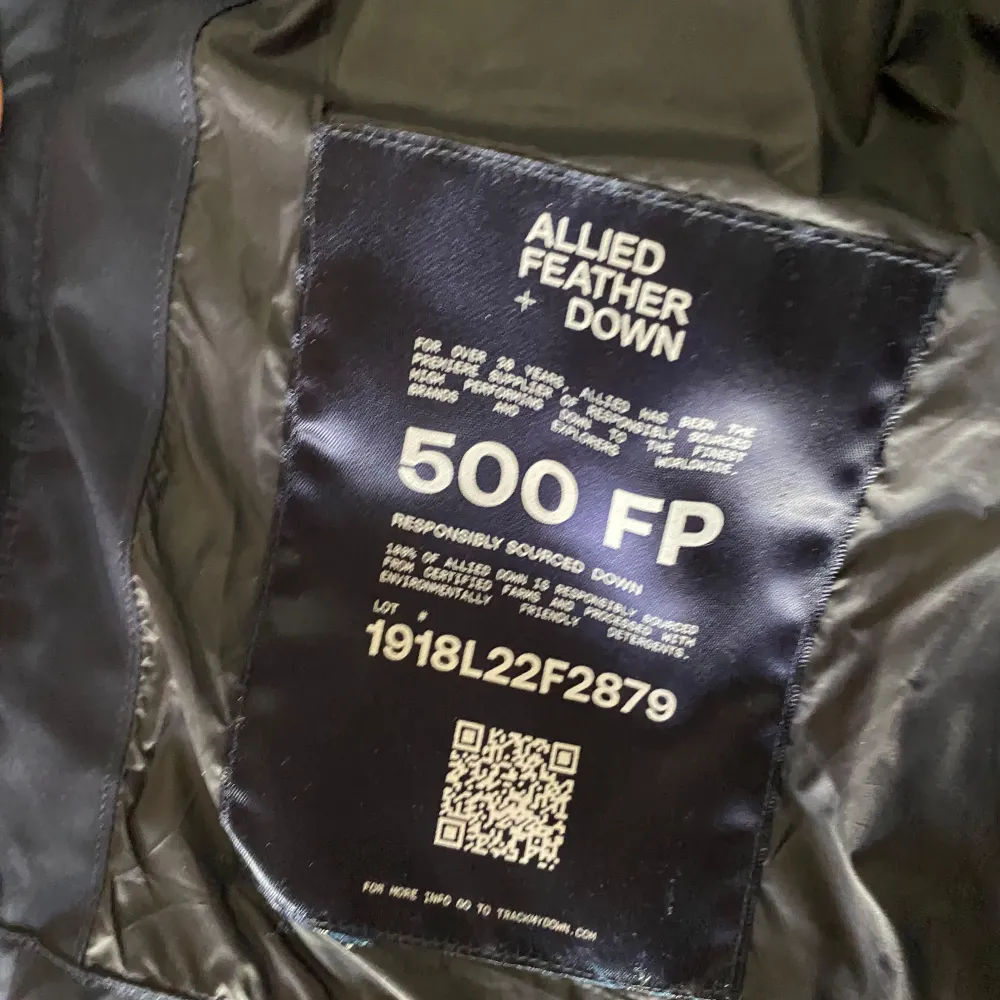 ALLIED
FEATHER
+ DOWN
FOR OVER 30 YEARS, ALLIED HAS BEEN THE
PREMIERE SUPPLIER OF RESPONSIBLY SOURCED
HIGH PERFORMING DOWN TO THE FINEST
BRANDS AND EXPLORERS WORLDWIDE.
500 FP
RESPONSIBLY SOURCED DOWN
100% OF ALLIED DOWN IS RESPONSIBLY SOURCED
FROM CERTIFIED FARMS AND PROCESSED WITH
ENVIRONMENTALLY FRIENDLY DETERGENTS.
LOT #
1918L22F2879
FOR MORE INFO GO TO TRACKMYDOWN.COM